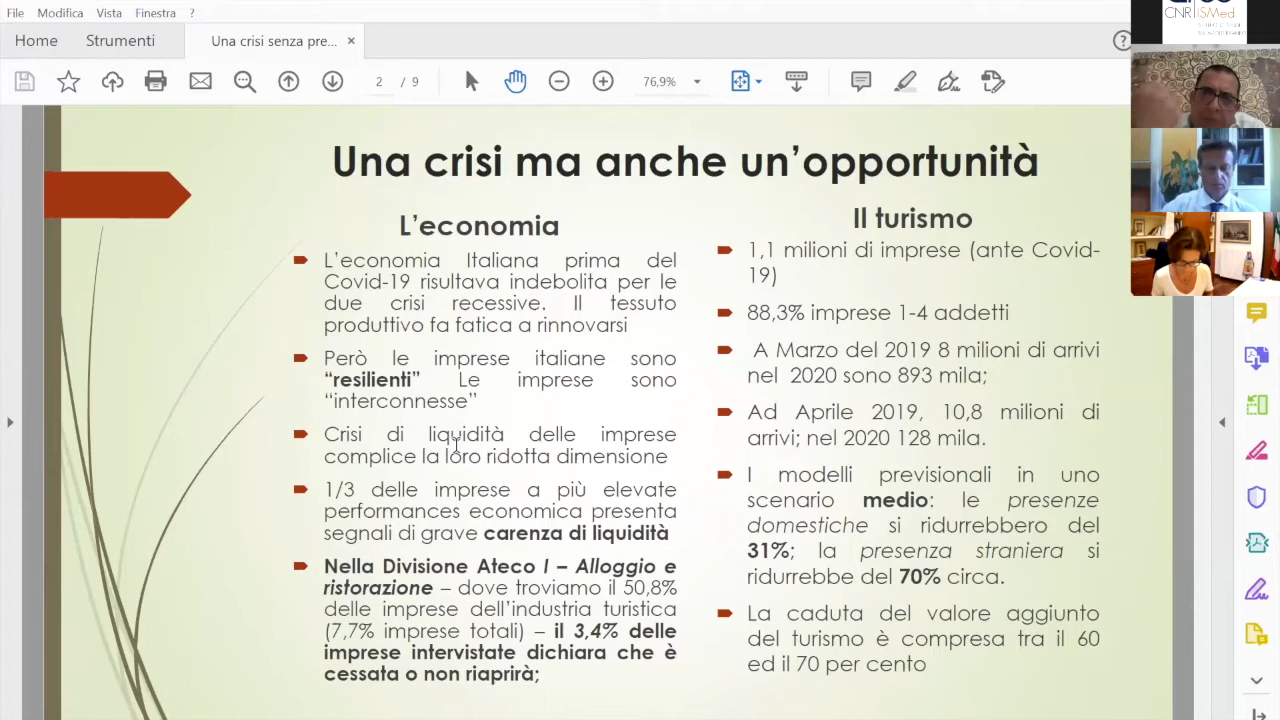 File Modifica Vista Finestra ?
Home Strumenti Una crisi senza pre... ×
2 / 9 76,9%
CNR ISMed
Una crisi ma anche un’opportunità
L’economia
L’economia Italiana prima del
Covid-19 risultava indebolita per le
due crisi recessive. Il tessuto
produttivo fa fatica a rinnovarsi
Però le imprese italiane sono
“resilienti” Le imprese sono
“interconnesse”
Crisi di liquidità delle imprese
complice la loro ridotta dimensione
1/3 delle imprese a più elevate
performances economica presenta
segnali di grave carenza di liquidità
Nella Divisione Ateco I – Alloggio e
ristorazione – dove troviamo il 50,8%
delle imprese dell’industria turistica
(7,7% imprese totali) – il 3,4% delle
imprese intervistate dichiara che è
cessata o non riaprirà;
Il turismo
1,1 milioni di imprese (ante Covid-
19)
88,3% imprese 1-4 addetti
A Marzo del 2019 8 milioni di arrivi
nel 2020 sono 893 mila;
Ad Aprile 2019, 10,8 milioni di
arrivi; nel 2020 128 mila.
I modelli previsionali in uno
scenario medio: le presenze
domestiche si ridurrebbero del
31%; la presenza straniera si
ridurrebbe del 70% circa.
La caduta del valore aggiunto
del turismo è compresa tra il 60
ed il 70 per cento